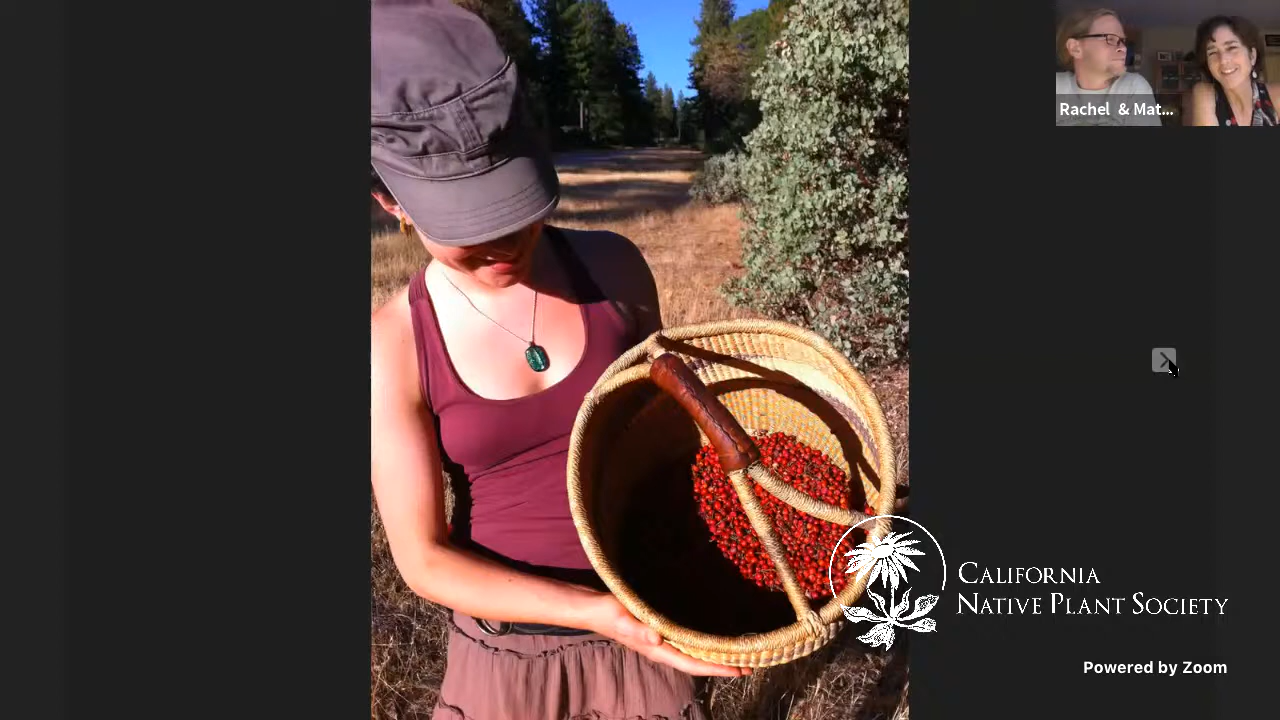 Rachel & Mat...
CALIFORNIA
NATIVE PLANT SOCIETY
Powered by Zoom